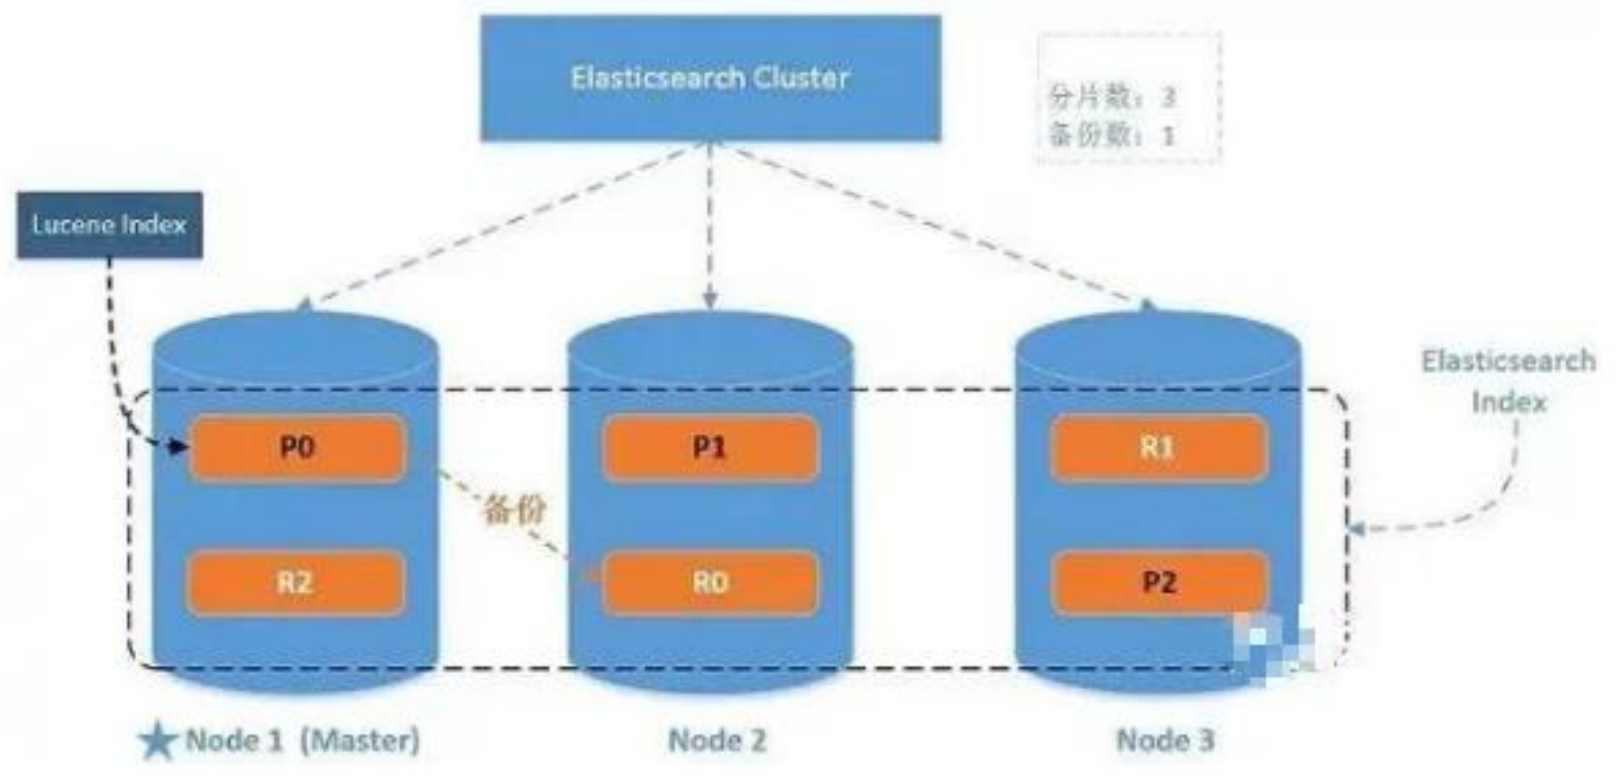 Elasticsearch Cluster
分片数：3
备份数：1
Lucene Index
Elasticsearch
Index
P0
P1
R1
备份
R2
R0
P2
Node 1 (Master)
Node 2
Node 3